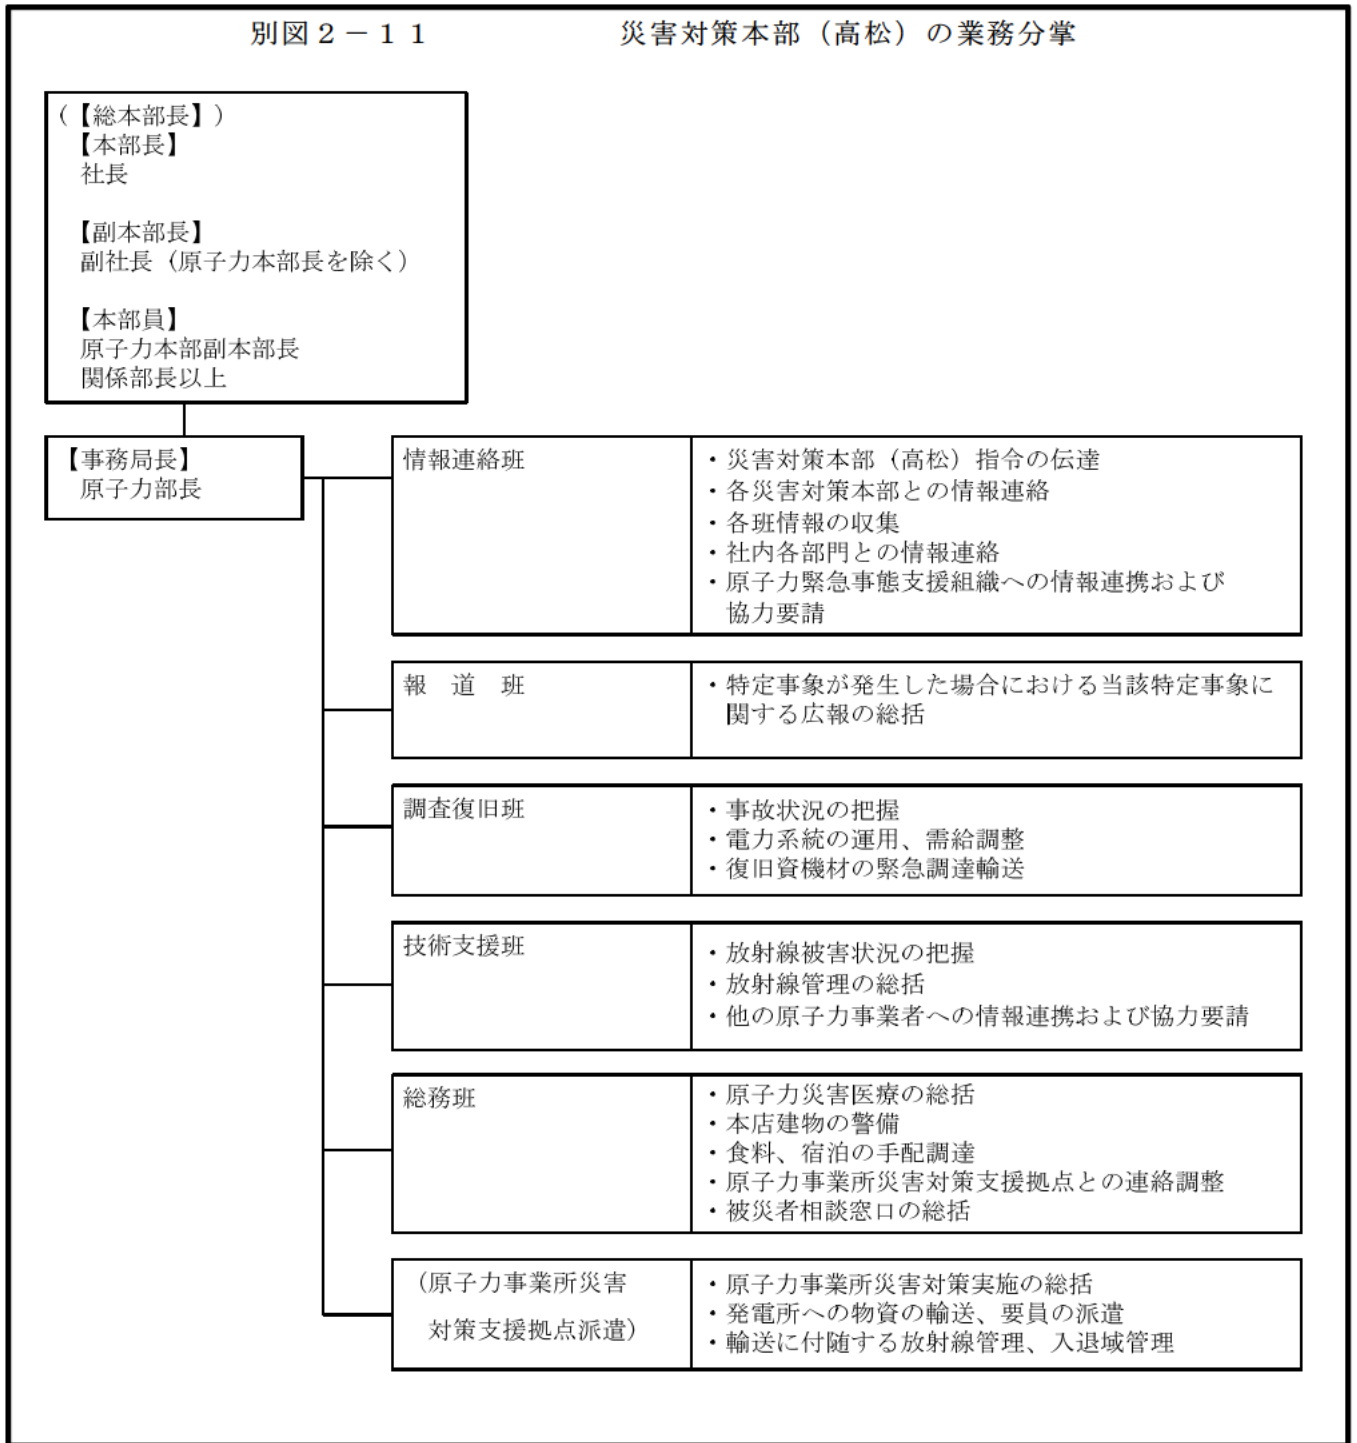 別図２－１１　災害対策本部（高松）の業務分掌
（【総本部長】）
【本部長】
社長
【副本部長】
副社長（原子力本部長を除く）
【本部員】
原子力本部副本部長
関係部長以上
【事務局長】
原子力部長
情報連絡班
・災害対策本部（高松）指令の伝達
・各災害対策本部との情報連絡
・各班情報の収集
・社内各部門との情報連絡
・原子力緊急事態支援組織への情報連携および
協力要請
報　道　班
・特定事象が発生した場合における当該特定事象に
関する広報の総括
調査復旧班
・事故状況の把握
・電力系統の運用、需給調整
・復旧資機材の緊急調達輸送
技術支援班
・放射線被害状況の把握
・放射線管理の総括
・他の原子力事業者への情報連携および協力要請
総務班
・原子力災害医療の総括
・本店建物の警備
・食料、宿泊の手配調達
・原子力事業所災害対策支援拠点との連絡調整
・被災者相談窓口の総括
（原子力事業所災害
対策支援拠点派遣）
・原子力事業所災害対策実施の総括
・発電所への物資の輸送、要員の派遣
・輸送に付随する放射線管理、入退域管理